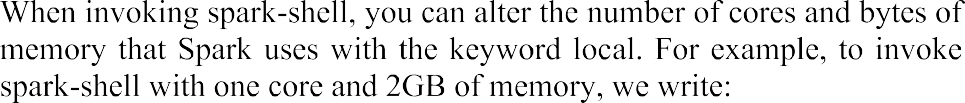 When invoking spark-shell, you can alter the number of cores and bytes of
memory that Spark uses with the keyword local. For example, to invoke
spark-shell with one core and 2GB of memory, we write: